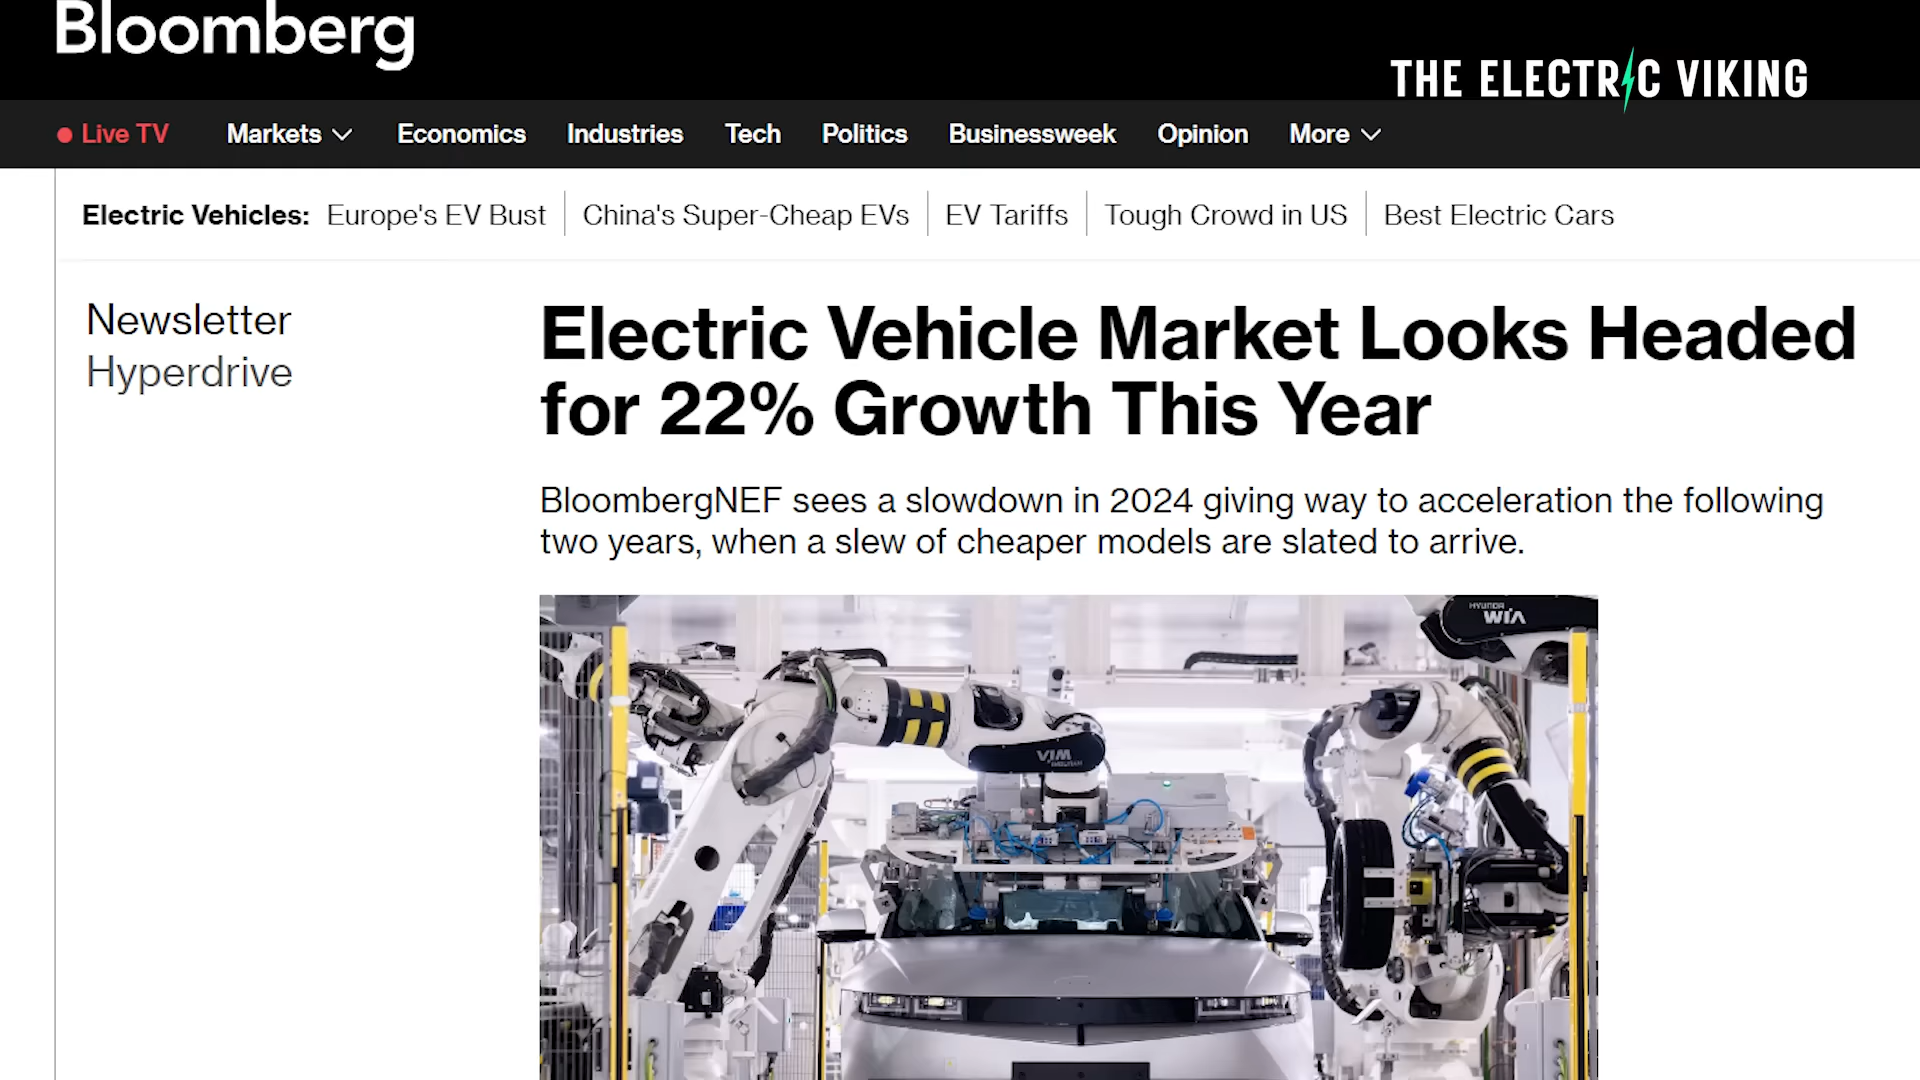 Bloomberg
THE ELECTRIC VIKING
Live TV Markets Economics Industries Tech Politics Businessweek Opinion More
Electric Vehicles: Europe's EV Bust China's Super-Cheap EVs EV Tariffs Tough Crowd in US Best Electric Cars
Newsletter
Hyperdrive
Electric Vehicle Market Looks Headed
for 22% Growth This Year
BloombergNEF sees a slowdown in 2024 giving way to acceleration the following
two years, when a slew of cheaper models are slated to arrive.
HYUNDAI
WIA
VIM